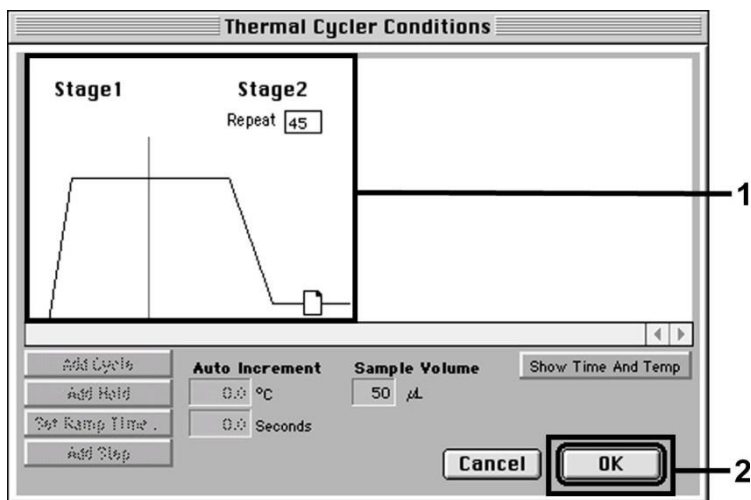 Thermal Cycler Conditions
Stage1 Stage2
Repeat 45
1
Show Time And Temp
Add Cycle
Auto Increment Sample Volume
Add Hold
0.0 °C 50 µL
Set Ramp Time .
0.0 Seconds
Add Step
Cancel OK
2